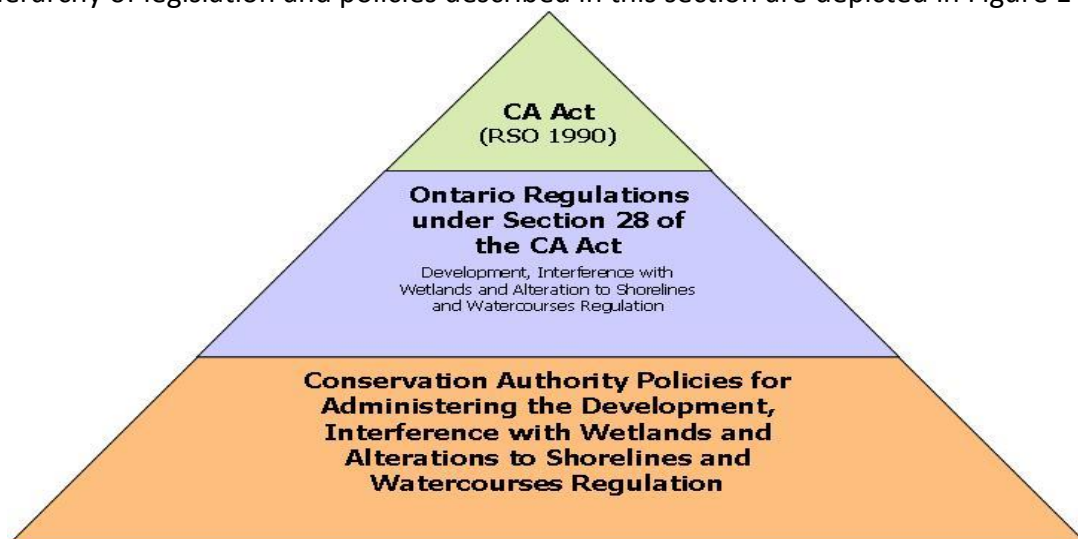 erarchy of legislation and policies described in this section are depicted in Figure 1
CA Act
(RSO 1990)
Ontario Regulations
under Section 28 of
the CA Act
Development, Interference with
Wetlands and Alteration to Shorelines
and Watercourses Regulation
Conservation Authority Policies for
Administering the Development,
Interference with Wetlands and
Alterations to Shorelines and
Watercourses Regulation